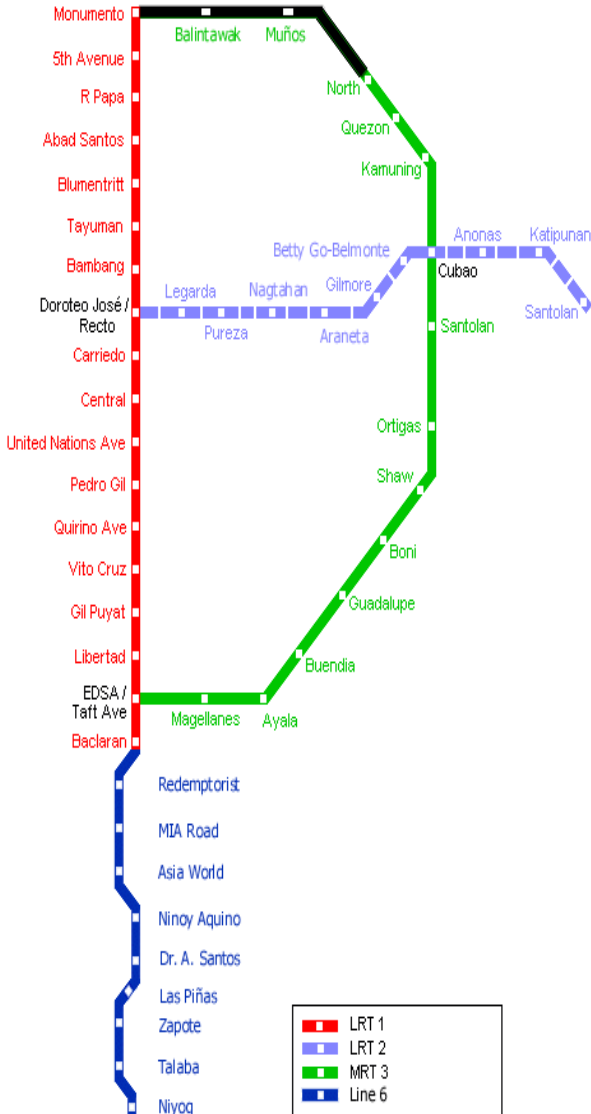 Monumento
Balintawak
Muños
5th Avenue
North
R Papa
Quezon
Abad Santos
Kamuning
Blumentritt
Tayuman
Anonas
Katipunan
Betty Go-Belmonte
Bambang
Cubao
Gilmore
Legarda
Nagtahan
Doroteo José /
Recto
Santolan
Pureza
Araneta
Santolan
Carriedo
Central
Ortigas
United Nations Ave
Shaw
Pedro Gil
Quirino Ave
Boni
Vito Cruz
Guadalupe
Gil Puyat
Libertad
Buendia
EDSA /
Taft Ave
Magellanes
Ayala
Baclaran
Redemptorist
MIA Road
Asia World
Ninoy Aquino
Dr. A. Santos
Las Piñas
Zapote
Talaba
Niyog
LRT 1
LRT 2
MRT 3
Line 6